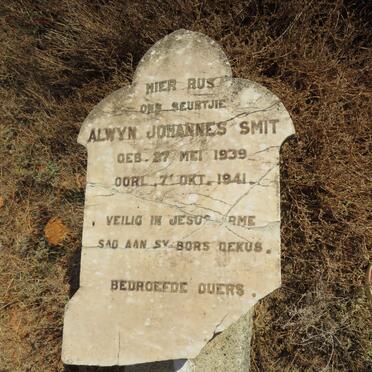 HIER RUS
ONS SEUNTJIE
ALWYN JOHANNES SMIT
GEB. 27 MEI 1939
OORL. 7 OKT. 1941.
VEILIG IN JESUS ARME
SAG AAN SY BORS GEKUS.
BEDROEFDE OUERS.